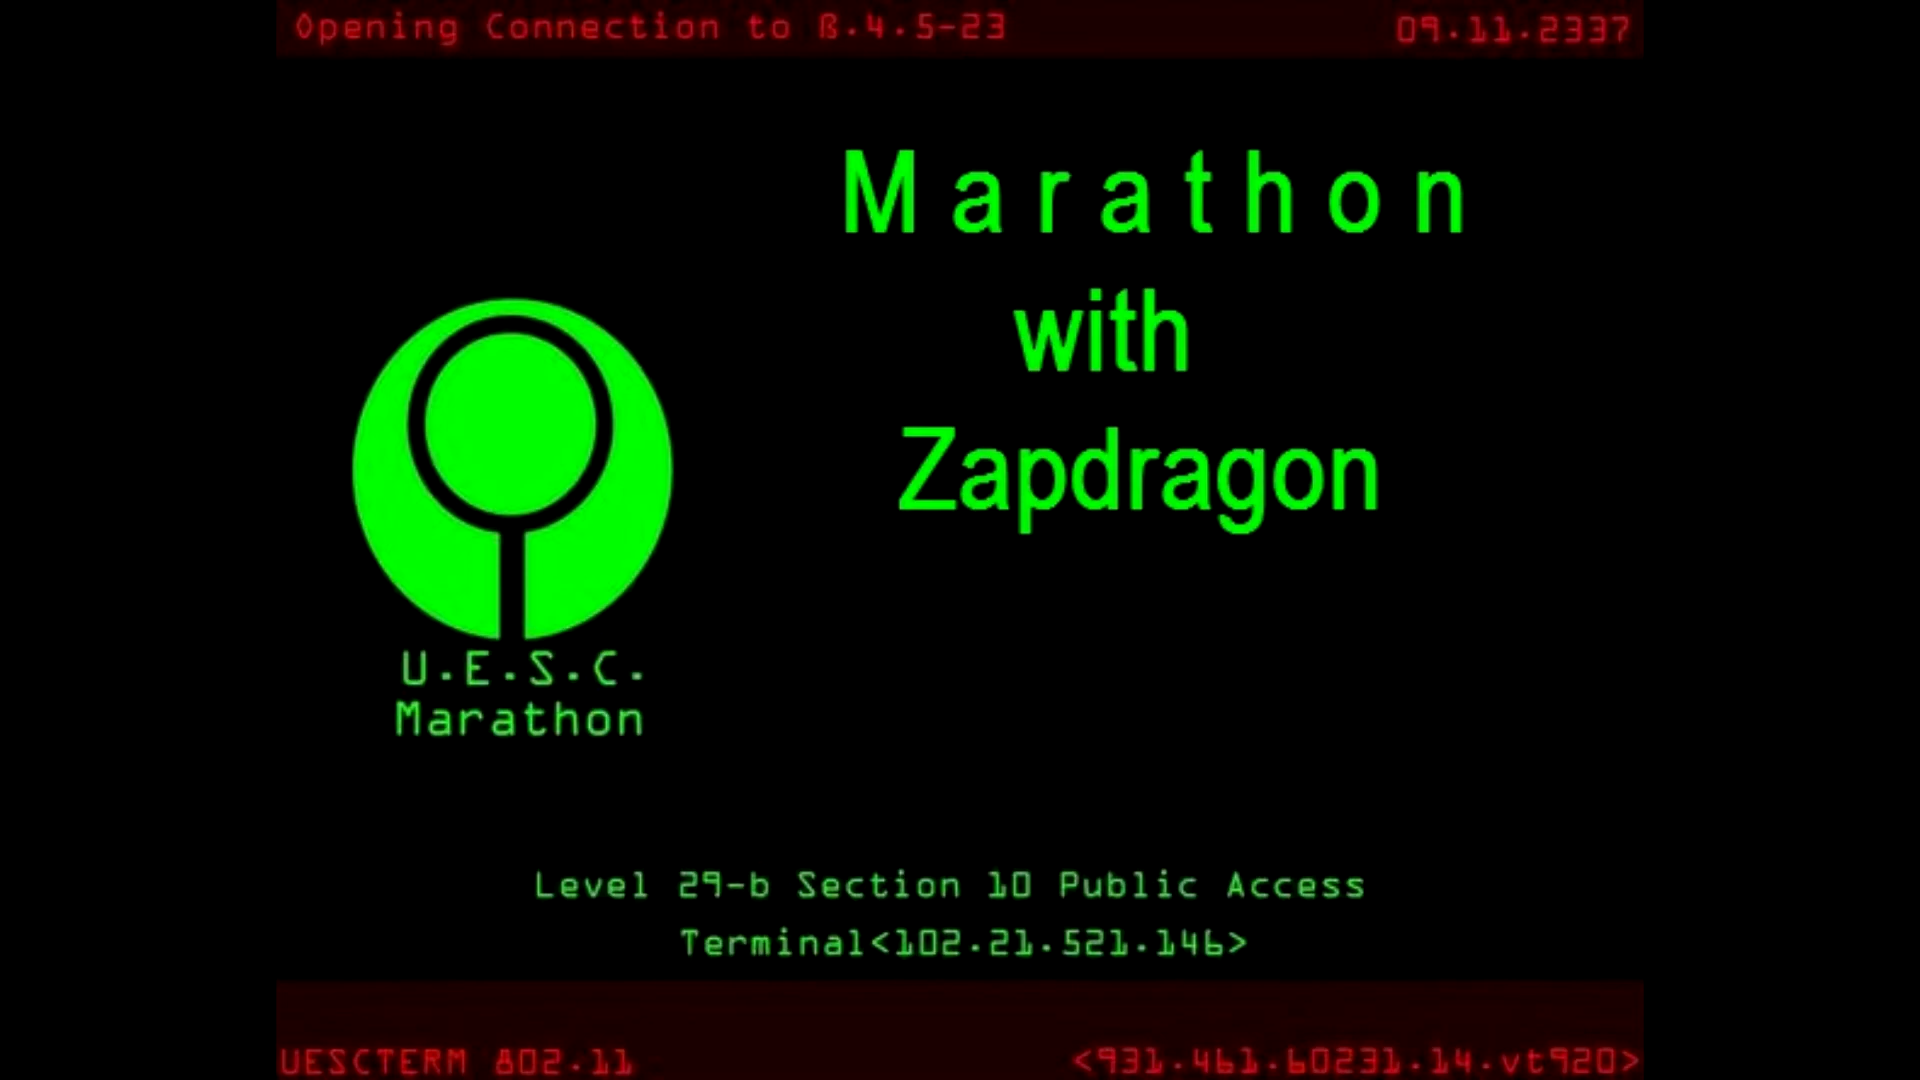 Opening Connection to ß.4.5-23
09.11.2337
Marathon
with
Zapdragon
U.E.S.C.
Marathon
Level 29-b Section 10 Public Access
Terminal<102.21.521.146>
UESCTERM 802.11
<931.461.60231.14.vt920>